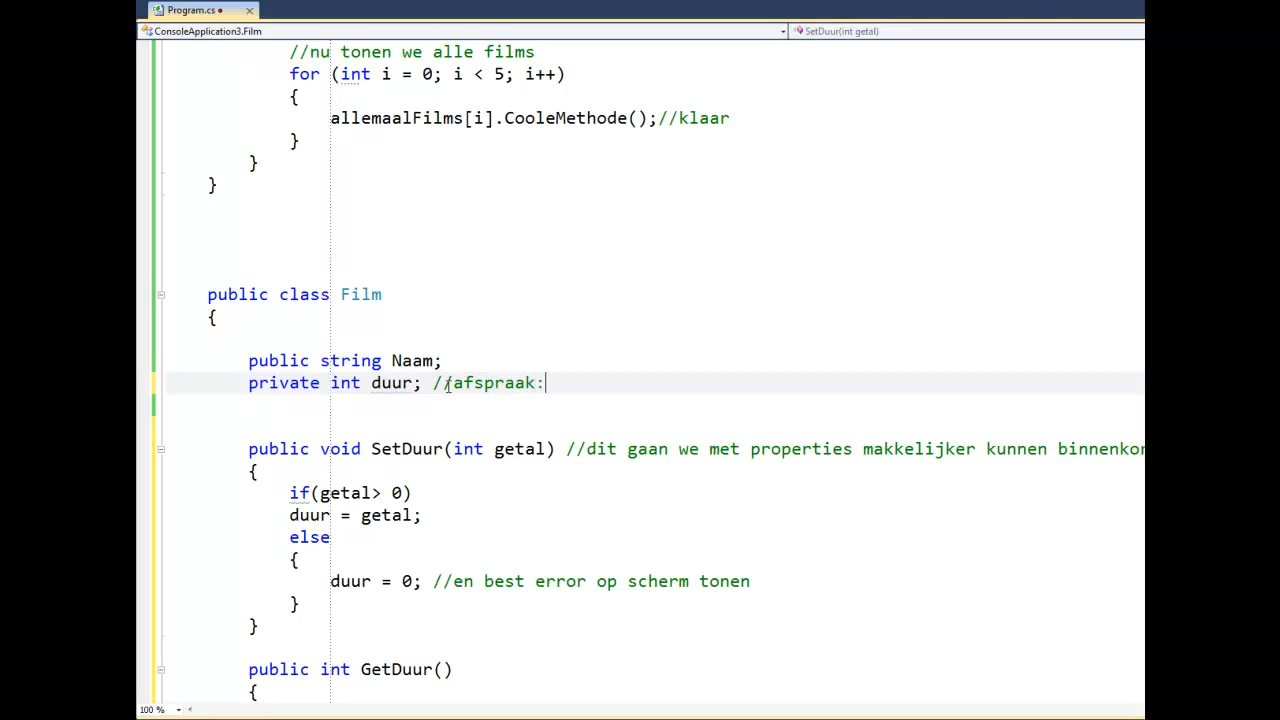 Program.cs
ConsoleApplication3.Film
SetDuur(int getal)
//nu tonen we alle films
for (int i = 0; i < 5; i++)
{
allemaalFilms[i].CooleMethode();//klaar
}
}
}
public class Film
{
public string Naam;
private int duur; //afspraak:
public void SetDuur(int getal) //dit gaan we met properties makkelijker kunnen binnenkor
{
if(getal> 0)
duur = getal;
else
{
duur = 0; //en best error op scherm tonen
}
}
public int GetDuur()
{
100 %